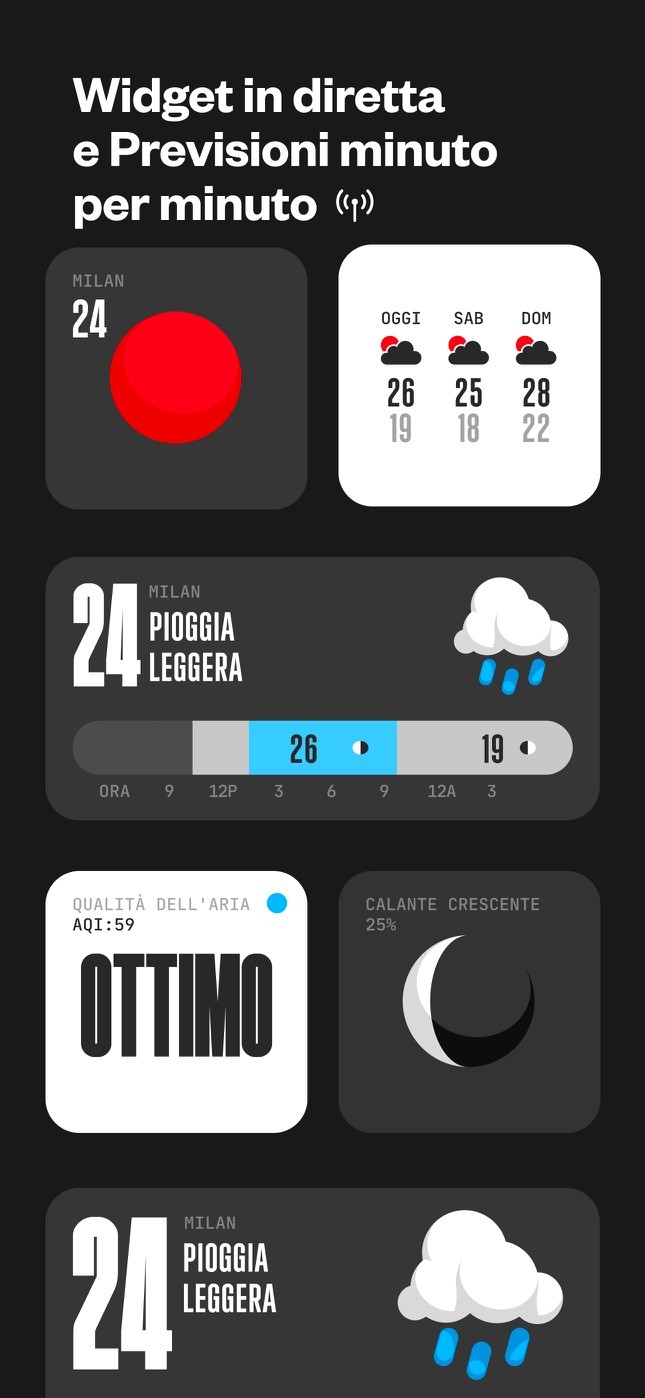 Widget in diretta
e Previsioni minuto
per minuto
MILAN
24
OGGI SAB DOM
26 25 28
19 18 22
24
MILAN
PIOGGIA
LEGGERA
26 19
ORA 9 12P 3 6 9 12A 3
QUALITÀ DELL'ARIA
AQI:59
OTTIMO
CALANTE CRESCENTE
25%
24
MILAN
PIOGGIA
LEGGERA